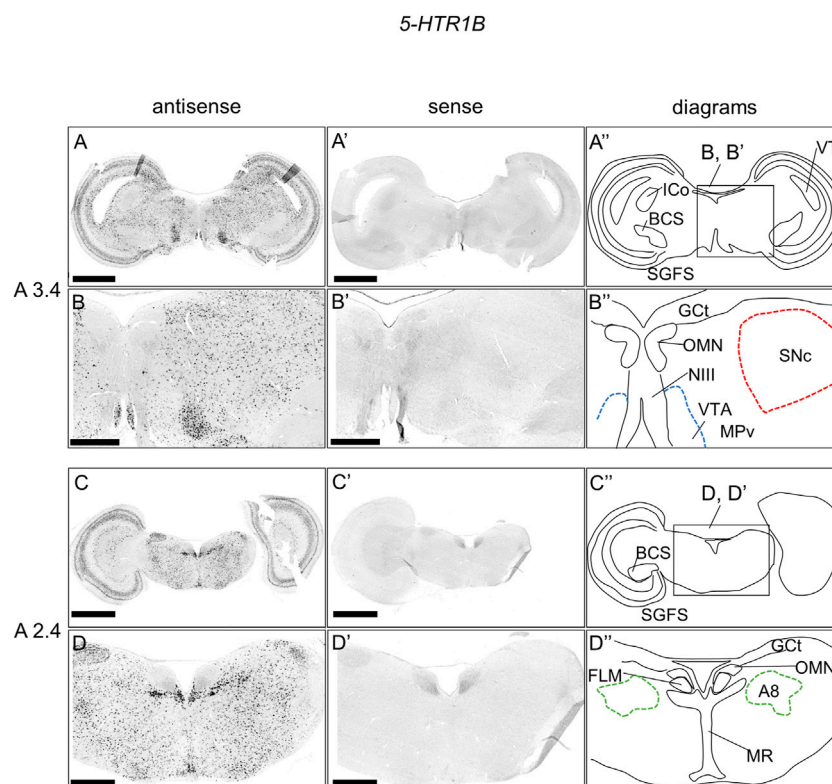 5-HTR1B
antisense sense diagrams
A A' A'' B, B' VT
ICo
BCS
SGFS
A 3.4
B B' B'' GCt
OMN
SNc
NIII
VTA
MPv
C C' C'' D, D'
BCS
SGFS
A 2.4
D D' D'' GCt
FLM OMN
A8
MR